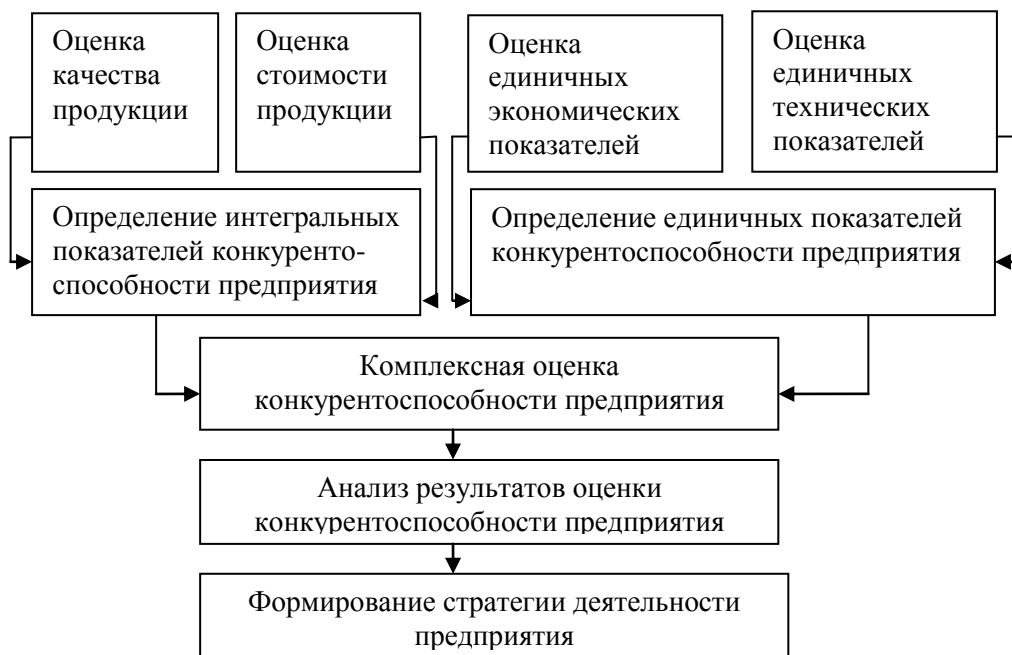 Оценка
качества
продукции
Оценка
стоимости
продукции
Оценка
единичных
экономических
показателей
Оценка
единичных
технических
показателей
Определение интегральных
показателей конкуренто-
способности предприятия
Определение единичных показателей
конкурентоспособности предприятия
Комплексная оценка
конкурентоспособности предприятия
Анализ результатов оценки
конкурентоспособности предприятия
Формирование стратегии деятельности
предприятия